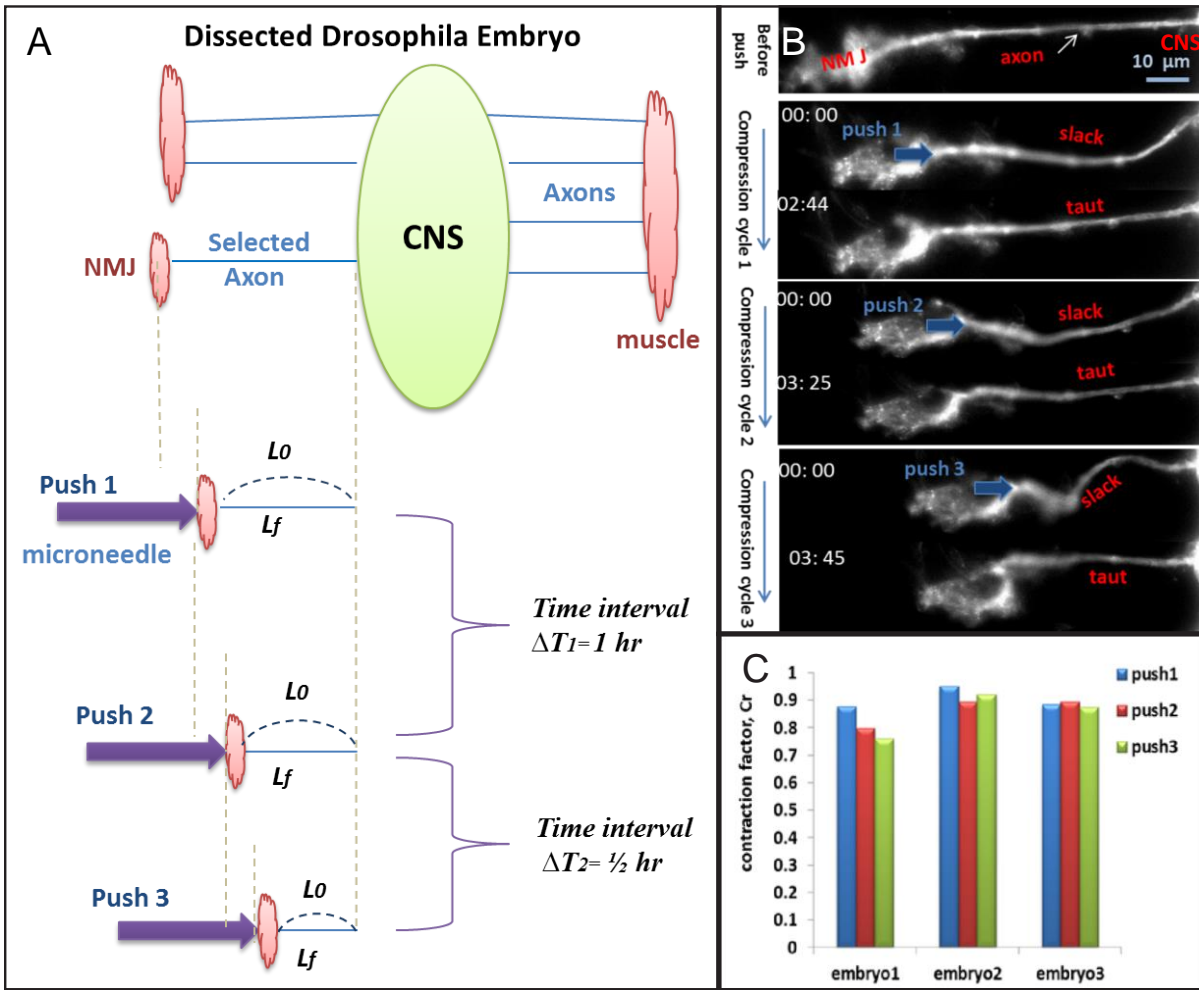 A
Dissected Drosophila Embryo
CNS
Axons
Selected
Axon
NMJ
muscle
L0
Push 1
Lf
microneedle
Time interval
ΔT1= 1 hr
L0
Push 2
Lf
Time interval
ΔT2= ½ hr
L0
Push 3
Lf
B
Before
push
NM J
axon
CNS
10 µm
Compression cycle 1
00: 00
push 1
slack
02:44
taut
Compression cycle 2
00: 00
push 2
slack
03: 25
taut
Compression cycle 3
00: 00
push 3
slack
03: 45
taut
C
contraction factor, Cr
1
0.9
0.8
0.7
0.6
0.5
0.4
0.3
0.2
0.1
0
push1
push2
push3
embryo1
embryo2
embryo3